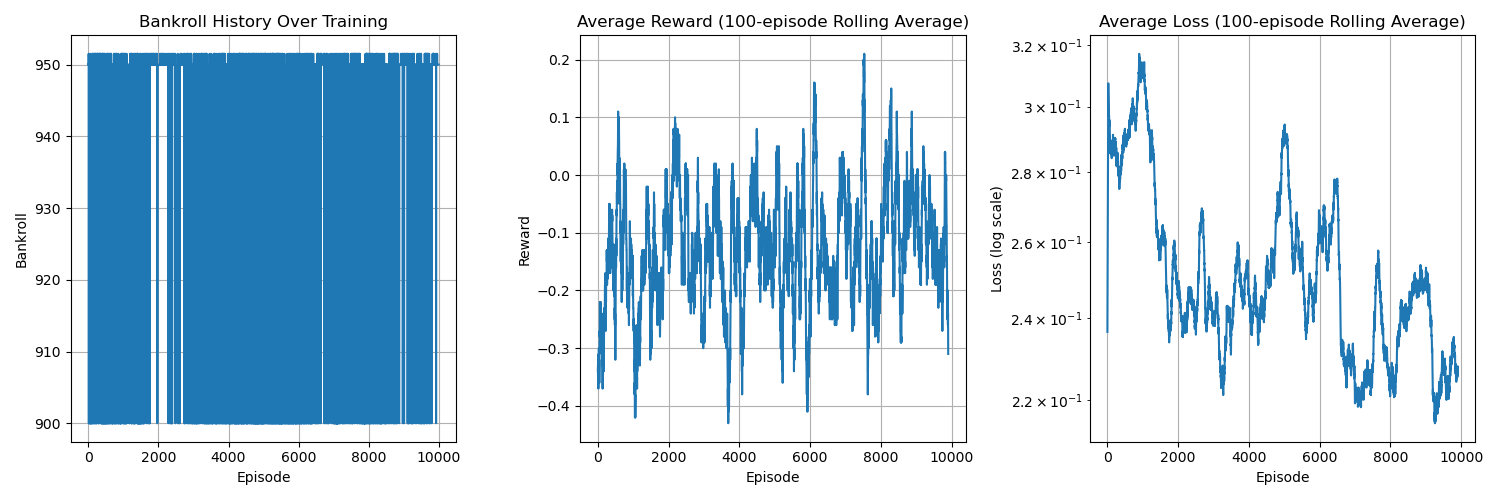 Bankroll History Over Training
Bankroll
950
940
930
920
910
900
0 2000 4000 6000 8000 10000
Episode
Average Reward (100-episode Rolling Average)
Reward
0.2
0.1
0.0
−0.1
−0.2
−0.3
−0.4
0 2000 4000 6000 8000 10000
Episode
Average Loss (100-episode Rolling Average)
Loss (log scale)
3.2 × 10⁻¹
3 × 10⁻¹
2.8 × 10⁻¹
2.6 × 10⁻¹
2.4 × 10⁻¹
2.2 × 10⁻¹
0 2000 4000 6000 8000 10000
Episode